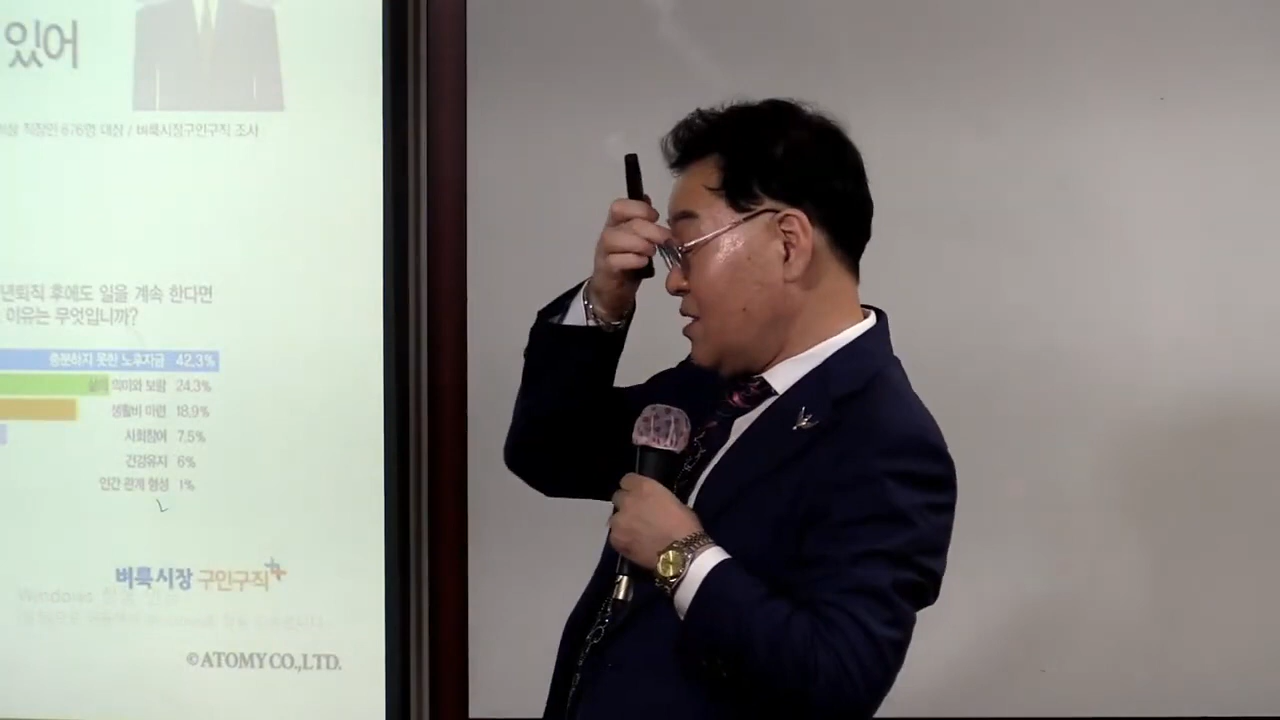 있어
직장인 876명 대상 / 벼룩시장구인구직 조사
년퇴직 후에도 일을 계속 한다면
이유는 무엇입니까?
충분하지 못한 노후자금 42.3%
의미와 보람 24.3%
생활비 마련 18.9%
사회참여 7.5%
건강유지 6%
인간 관계 형성 1%
벼룩시장 구인구직
Windows
©ATOMY CO.,LTD.